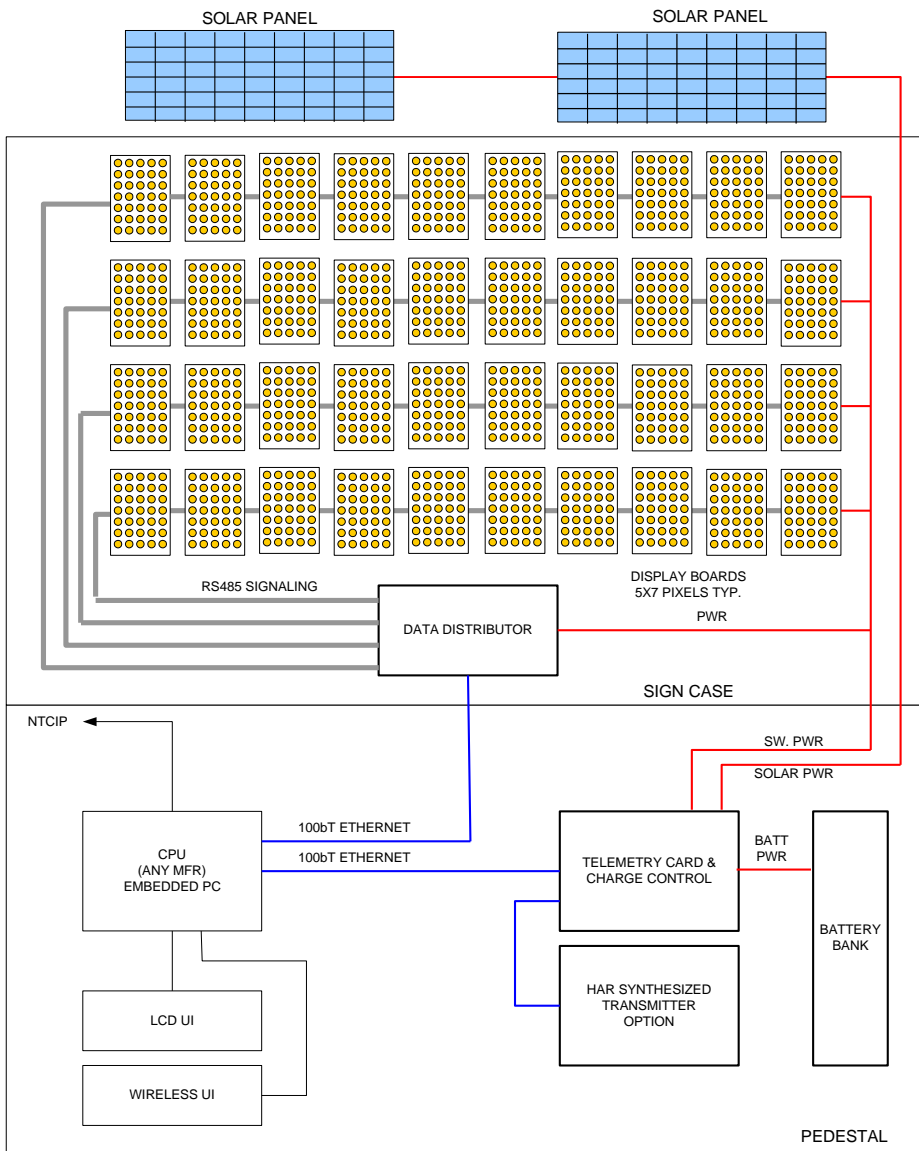 SOLAR PANEL
SOLAR PANEL
RS485 SIGNALING
DISPLAY BOARDS
5X7 PIXELS TYP.
DATA DISTRIBUTOR
PWR
SIGN CASE
NTCIP
SW. PWR
SOLAR PWR
100bT ETHERNET
100bT ETHERNET
CPU
(ANY MFR)
EMBEDDED PC
TELEMETRY CARD &
CHARGE CONTROL
BATT
PWR
BATTERY
BANK
HAR SYNTHESIZED
TRANSMITTER
OPTION
LCD UI
WIRELESS UI
PEDESTAL